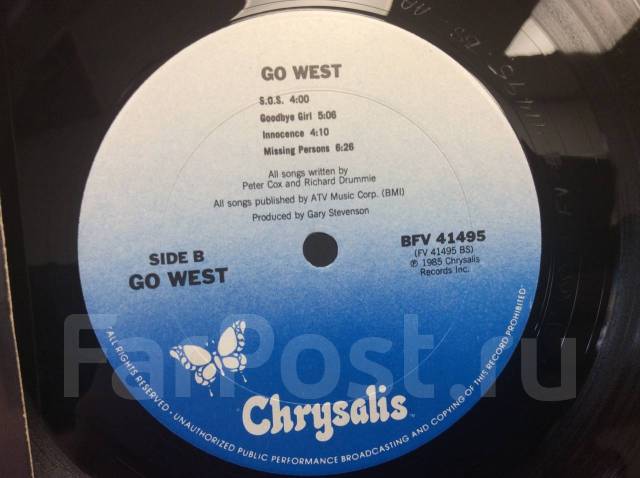 GO WEST
S.O.S. 4:00
Goodbye Girl 5:06
Innocence 4:10
Missing Persons 6:26
All songs written by
Peter Cox and Richard Drummie
All songs published by ATV Music Corp. (BMI)
Produced by Gary Stevenson
SIDE B
GO WEST
BFV 41495
(FV 41495 BS)
℗ 1985 Chrysalis
Records Inc.
FarPost.ru
Chrysalis
ALL RIGHTS RESERVED - UNAUTHORIZED PUBLIC PERFORMANCE BROADCASTING AND COPYING OF THIS RECORD PROHIBITED